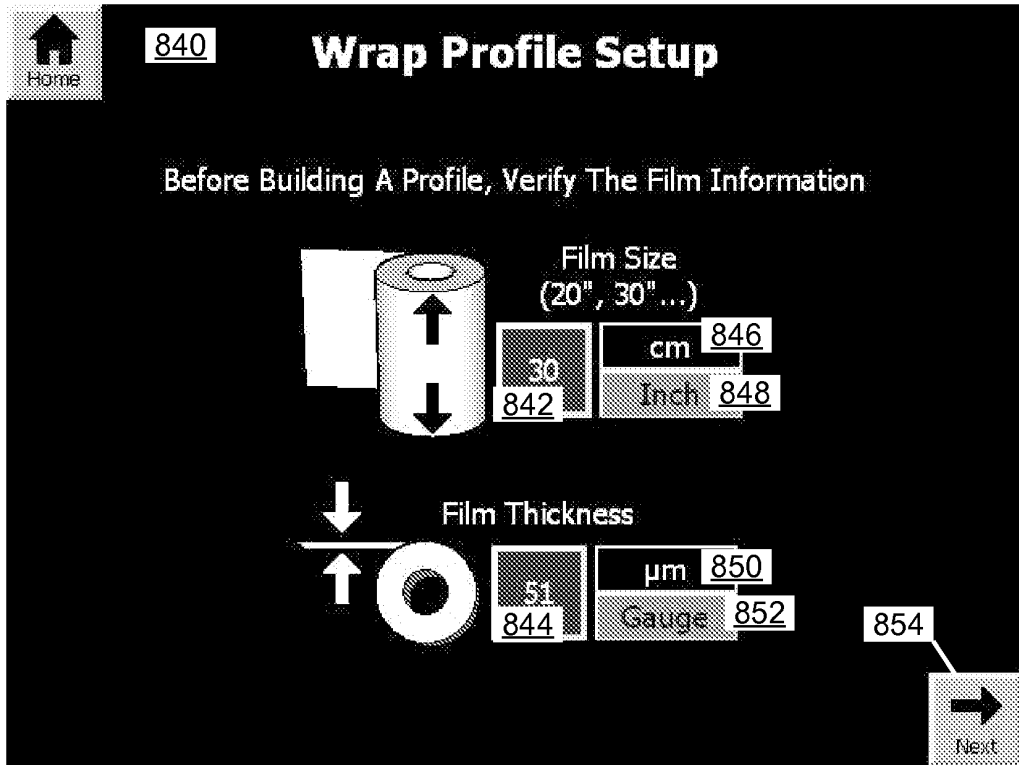 840
Wrap Profile Setup
Home
Before Building A Profile, Verify The Film Information
Film Size
(20", 30"...)
cm
846
30
842
Inch
848
Film Thickness
µm
850
51
844
Gauge
852
854
Next